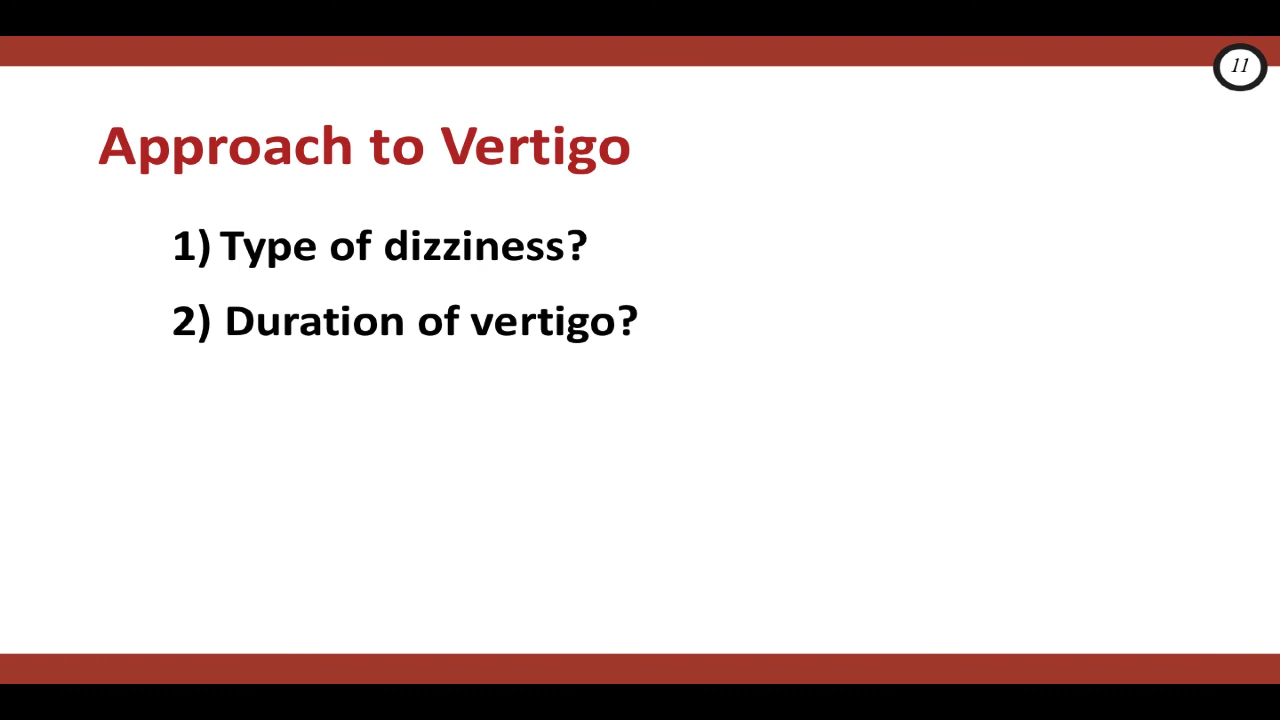 11
Approach to Vertigo
1) Type of dizziness?
2) Duration of vertigo?